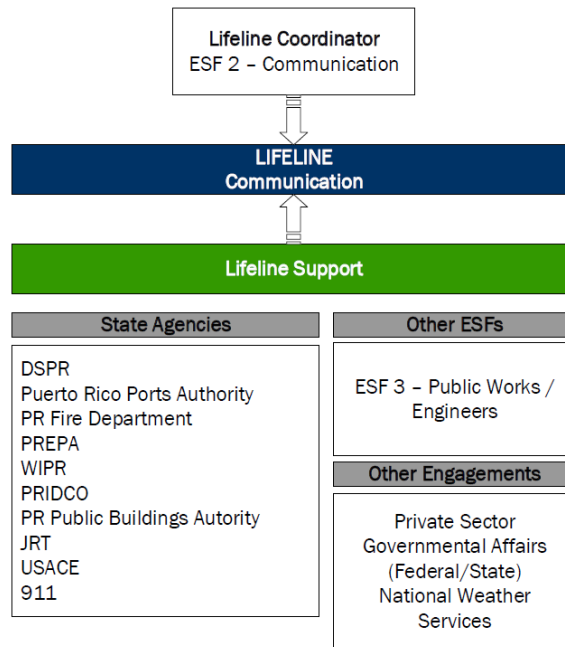 Lifeline Coordinator
ESF 2 – Communication
LIFELINE
Communication
Lifeline Support
State Agencies
DSPR
Puerto Rico Ports Authority
PR Fire Department
PREPA
WIPR
PRIDCO
PR Public Buildings Autority
JRT
USACE
911
Other ESFs
ESF 3 – Public Works /
Engineers
Other Engagements
Private Sector
Governmental Affairs
(Federal/State)
National Weather
Services